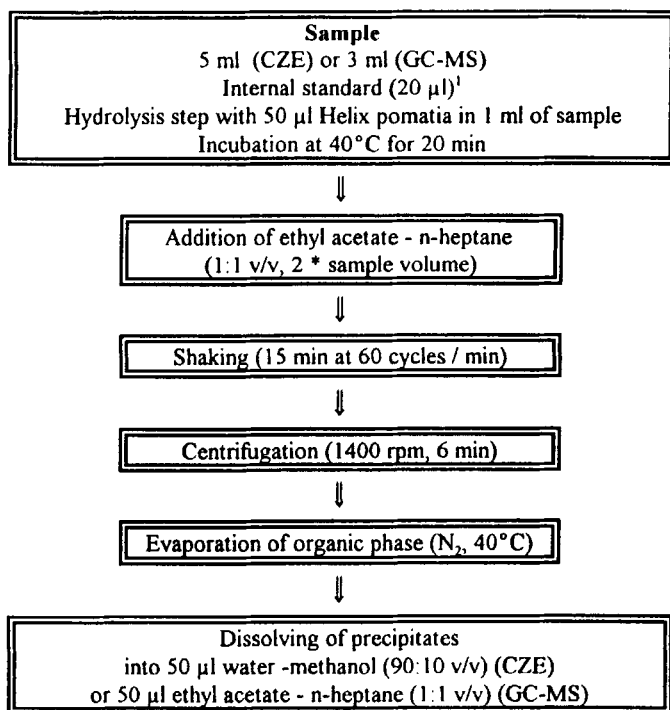 Sample
5 ml (CZE) or 3 ml (GC-MS)
Internal standard (20 µl)¹
Hydrolysis step with 50 µl Helix pomatia in 1 ml of sample
Incubation at 40°C for 20 min
⇓
Addition of ethyl acetate - n-heptane
(1:1 v/v, 2 * sample volume)
⇓
Shaking (15 min at 60 cycles / min)
⇓
Centrifugation (1400 rpm, 6 min)
⇓
Evaporation of organic phase (N₂, 40°C)
⇓
Dissolving of precipitates
into 50 µl water -methanol (90:10 v/v) (CZE)
or 50 µl ethyl acetate - n-heptane (1:1 v/v) (GC-MS)